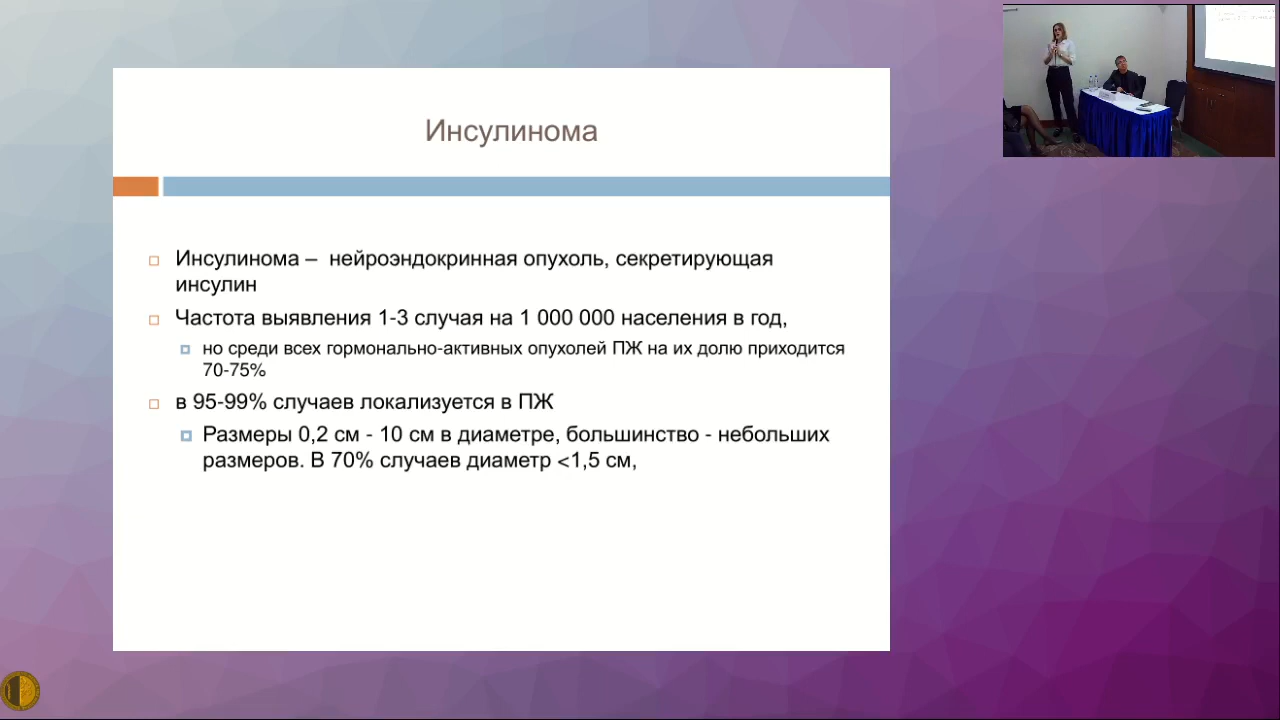 Инсулинома
Инсулинома – нейроэндокринная опухоль, секретирующая
инсулин
Частота выявления 1-3 случая на 1 000 000 населения в год,
но среди всех гормонально-активных опухолей ПЖ на их долю приходится
70-75%
в 95-99% случаев локализуется в ПЖ
Размеры 0,2 см - 10 см в диаметре, большинство - небольших
размеров. В 70% случаев диаметр <1,5 см,